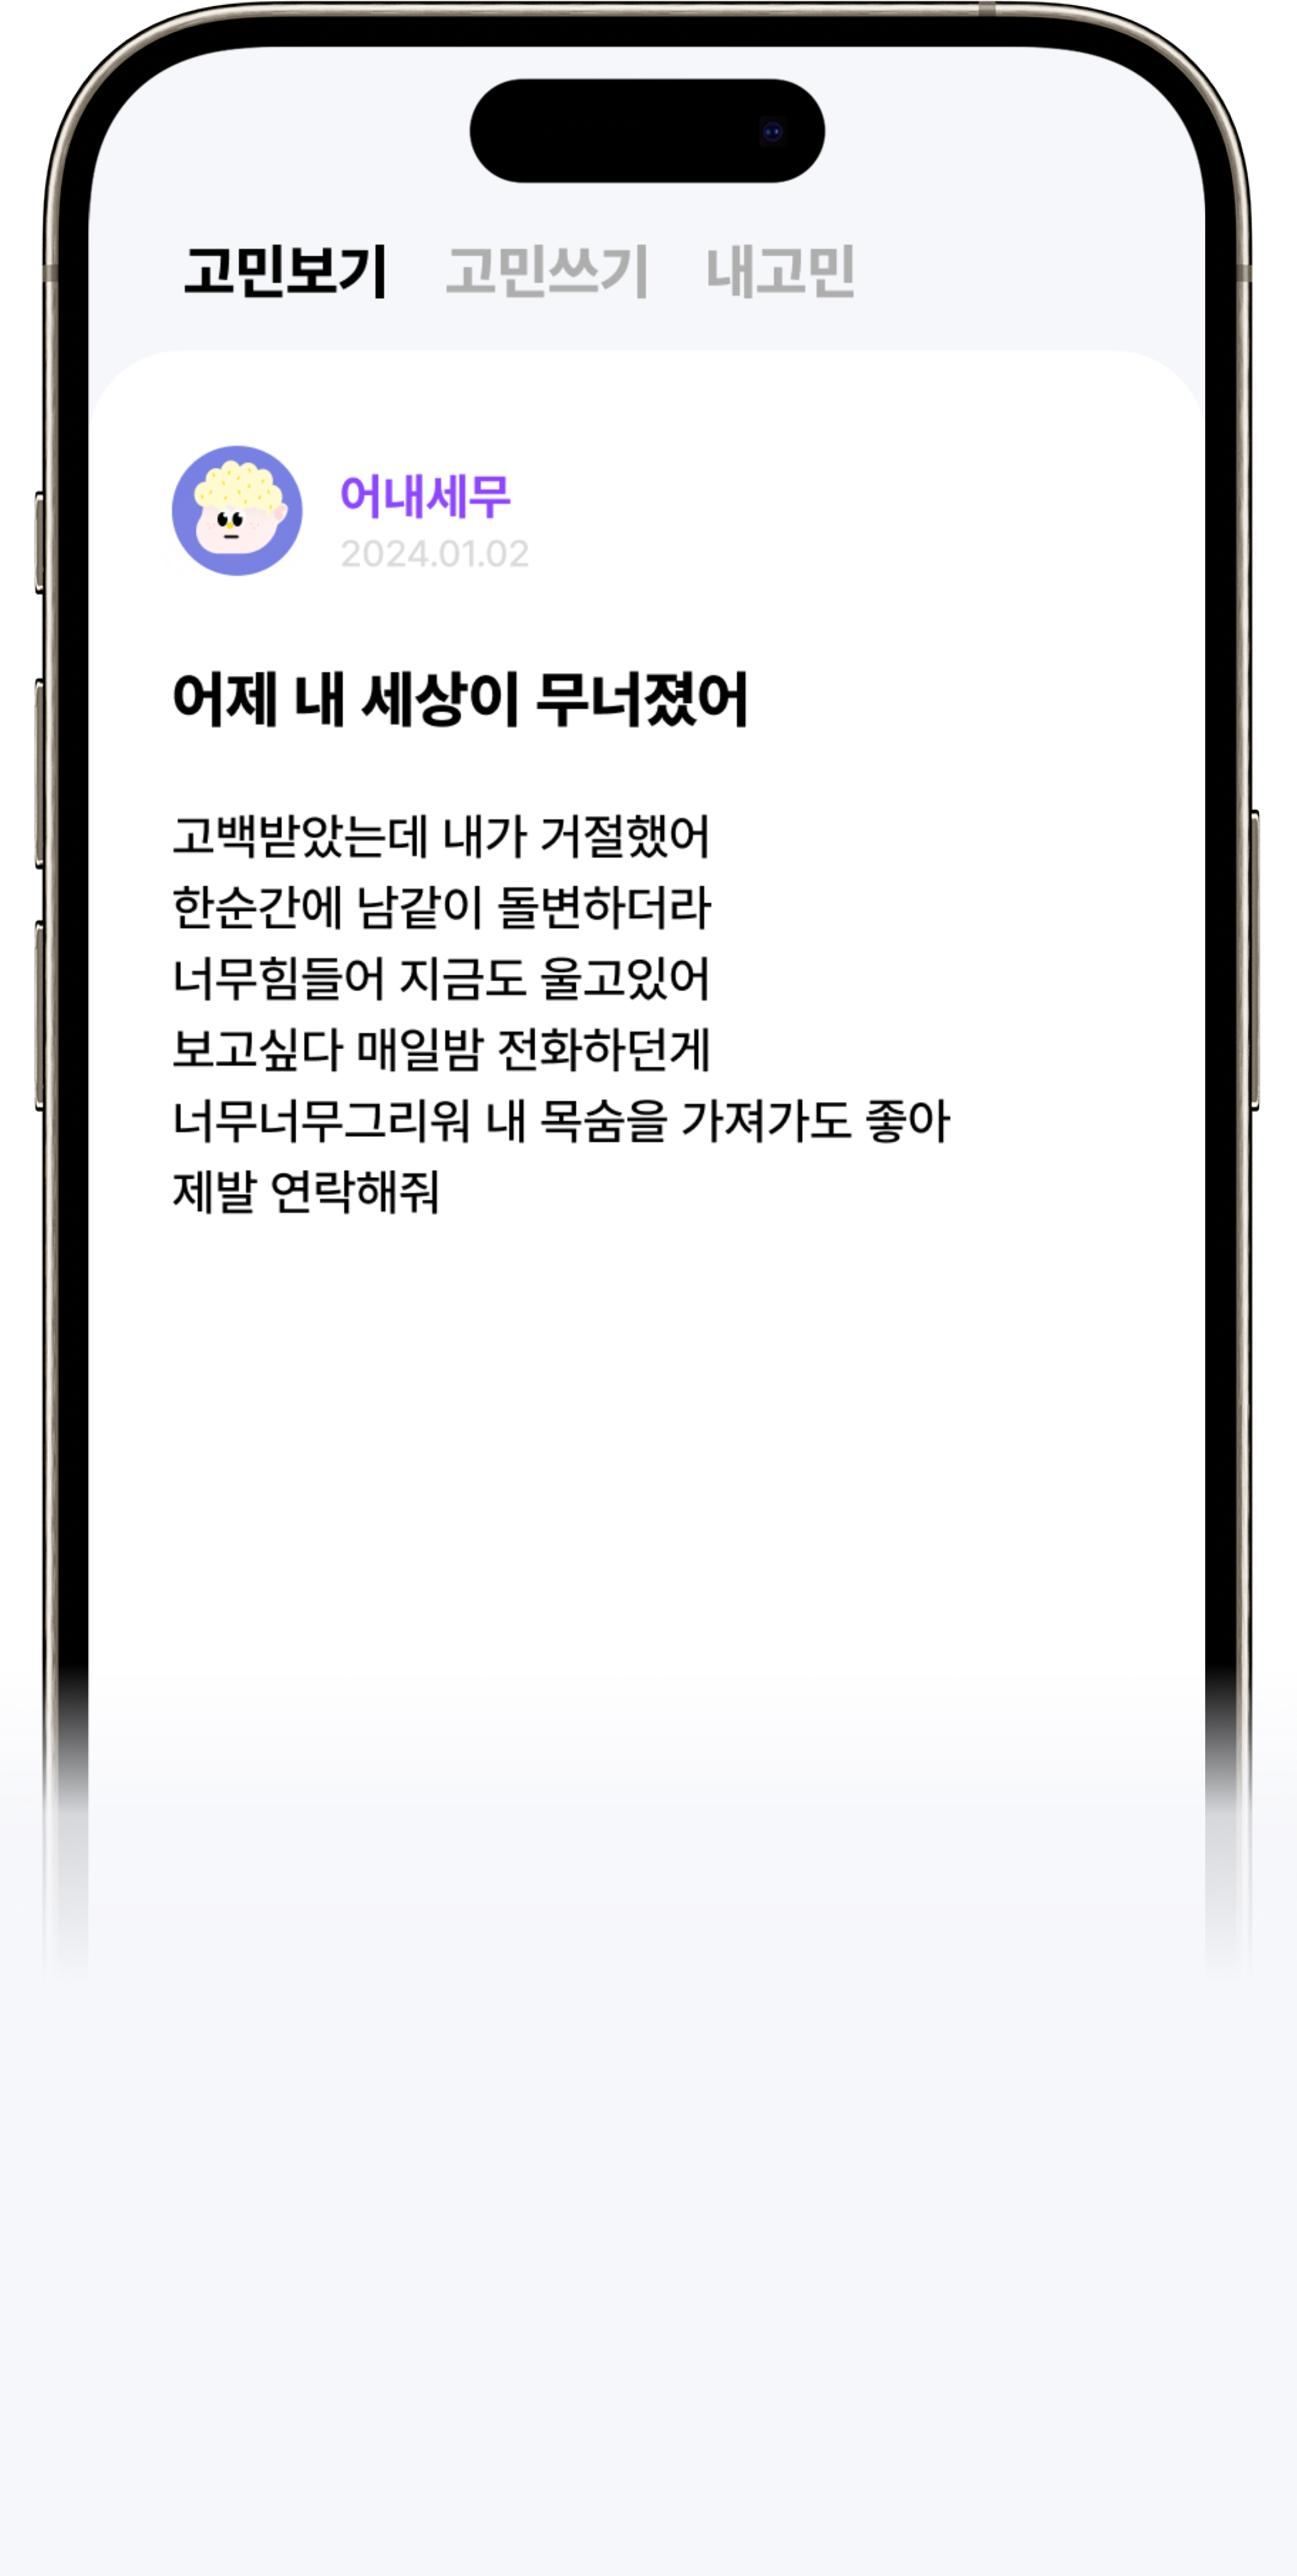 고민보기 고민쓰기 내고민
어내세무
2024.01.02
어제 내 세상이 무너졌어
고백받았는데 내가 거절했어
한순간에 남같이 돌변하더라
너무힘들어 지금도 울고있어
보고싶다 매일밤 전화하던게
너무너무그리워 내 목숨을 가져가도 좋아
제발 연락해줘